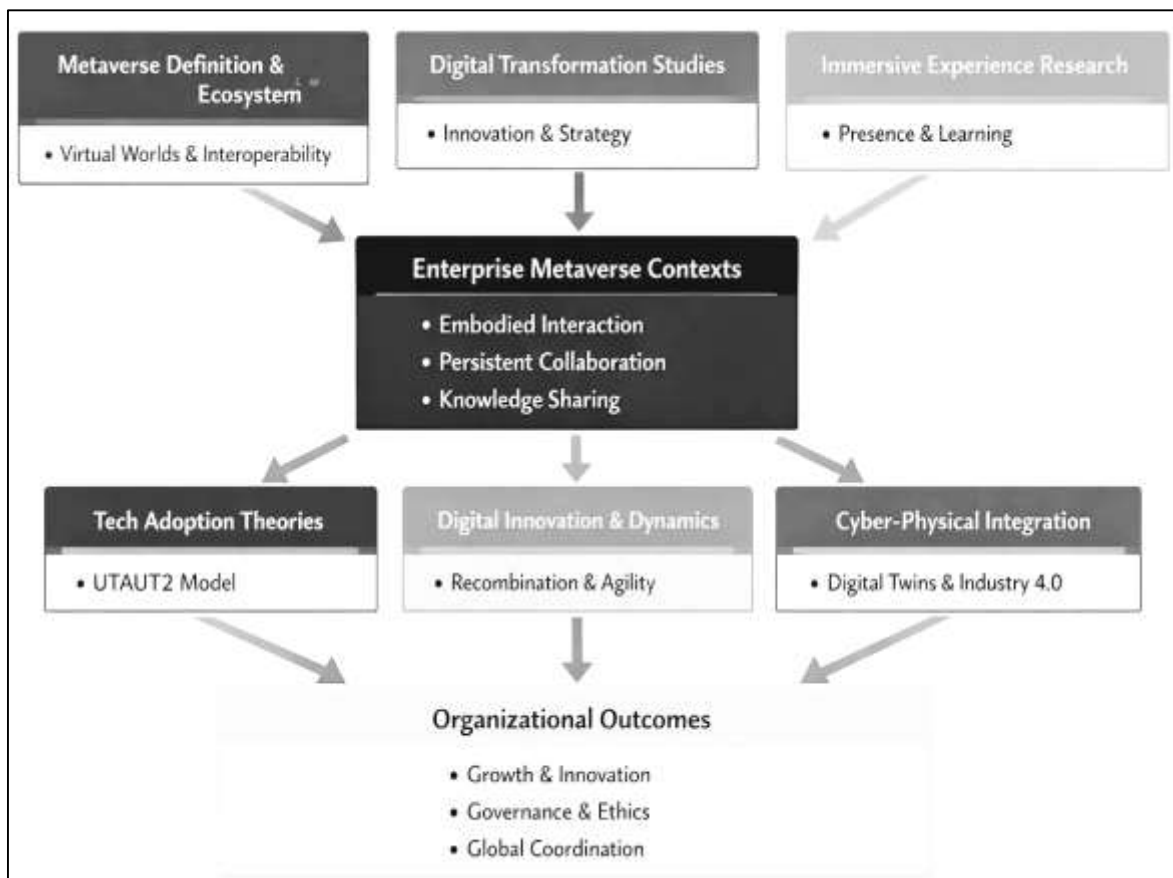 Metaverse Definition &
Ecosystem
• Virtual Worlds & Interoperability
Digital Transformation Studies
• Innovation & Strategy
Immersive Experience Research
• Presence & Learning
Enterprise Metaverse Contexts
• Embodied Interaction
• Persistent Collaboration
• Knowledge Sharing
Tech Adoption Theories
• UTAUT2 Model
Digital Innovation & Dynamics
• Recombination & Agility
Cyber-Physical Integration
• Digital Twins & Industry 4.0
Organizational Outcomes
• Growth & Innovation
• Governance & Ethics
• Global Coordination